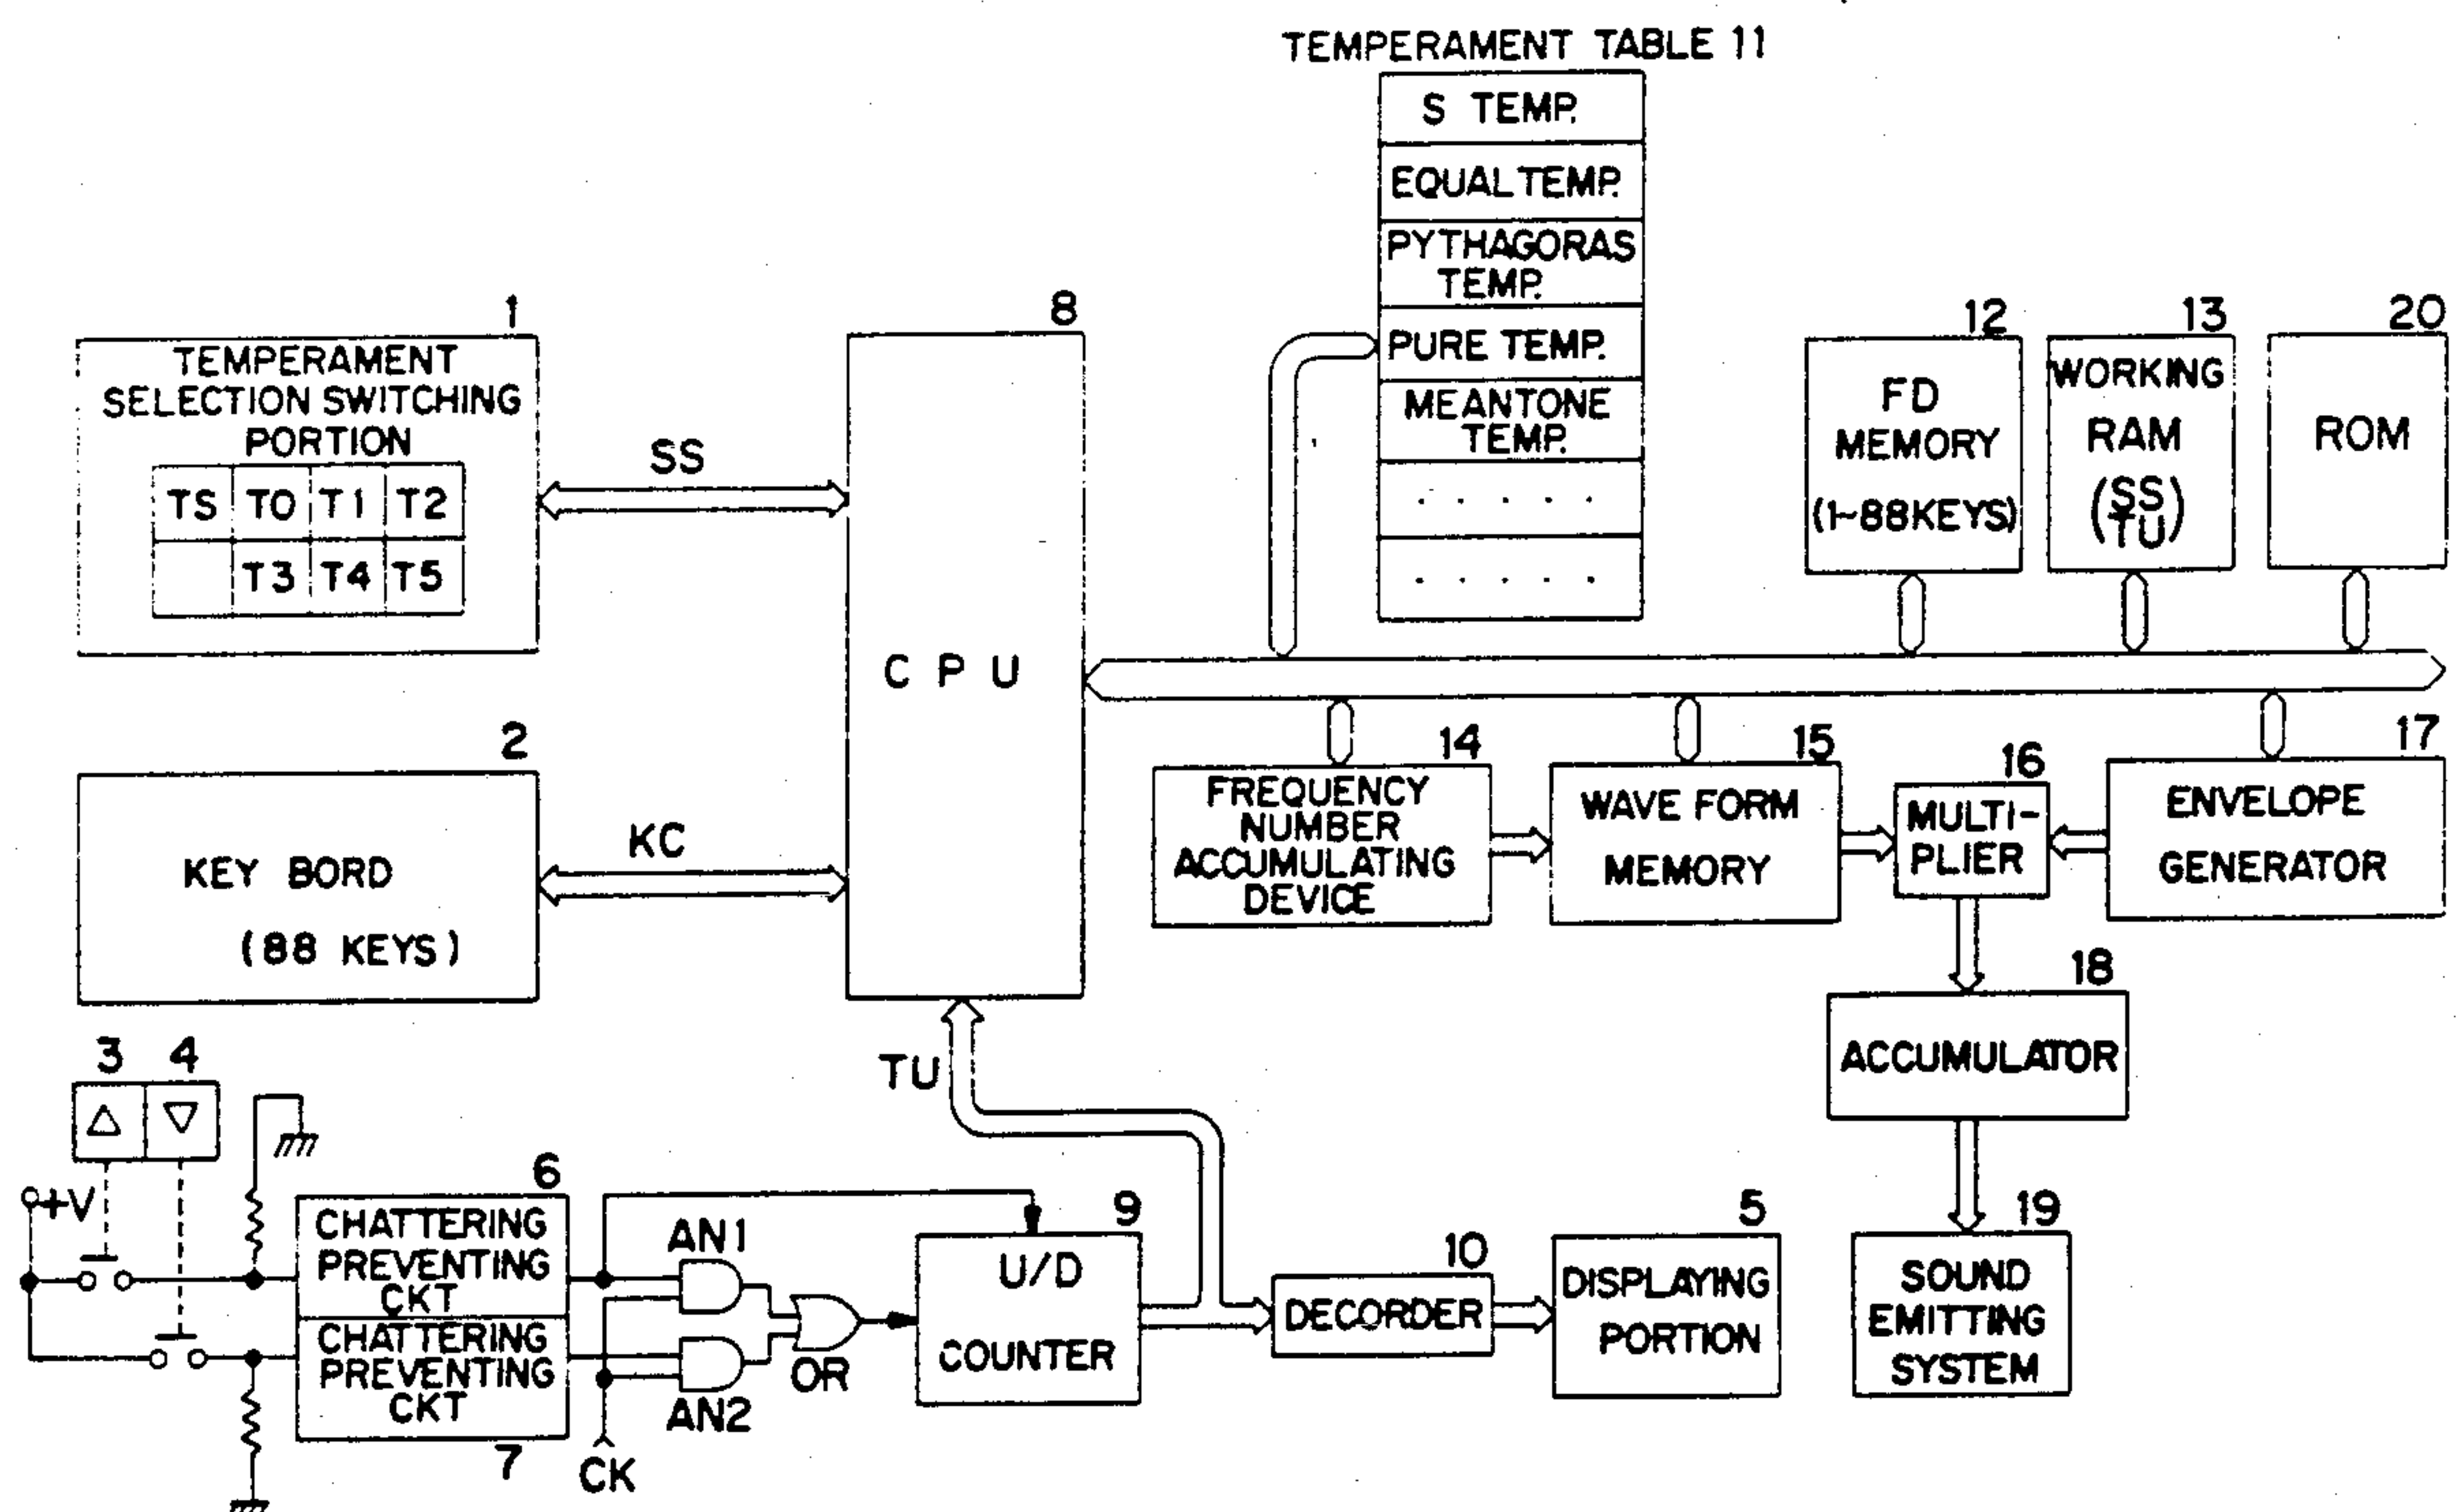 TEMPERAMENT TABLE 11
S TEMP.
EQUAL TEMP.
PYTHAGORAS
TEMP.
PURE TEMP.
MEANTONE
TEMP.
. . . . .
. . . . .
1
TEMPERAMENT
SELECTION SWITCHING
PORTION
TS T0 T1 T2
T3 T4 T5
SS
8
CPU
12
FD
MEMORY
(1~88KEYS)
13
WORKING
RAM
(SS
TU)
20
ROM
2
KEY BORD
(88 KEYS)
KC
14
FREQUENCY
NUMBER
ACCUMULATING
DEVICE
15
WAVE FORM
MEMORY
16
MULTI-
PLIER
17
ENVELOPE
GENERATOR
18
ACCUMULATOR
19
SOUND
EMITTING
SYSTEM
TU
3 4
△ ▽
+V
6
CHATTERING
PREVENTING
CKT
CHATTERING
PREVENTING
CKT
7
AN1
AN2
OR
CK
9
U/D
COUNTER
10
DECORDER
5
DISPLAYING
PORTION